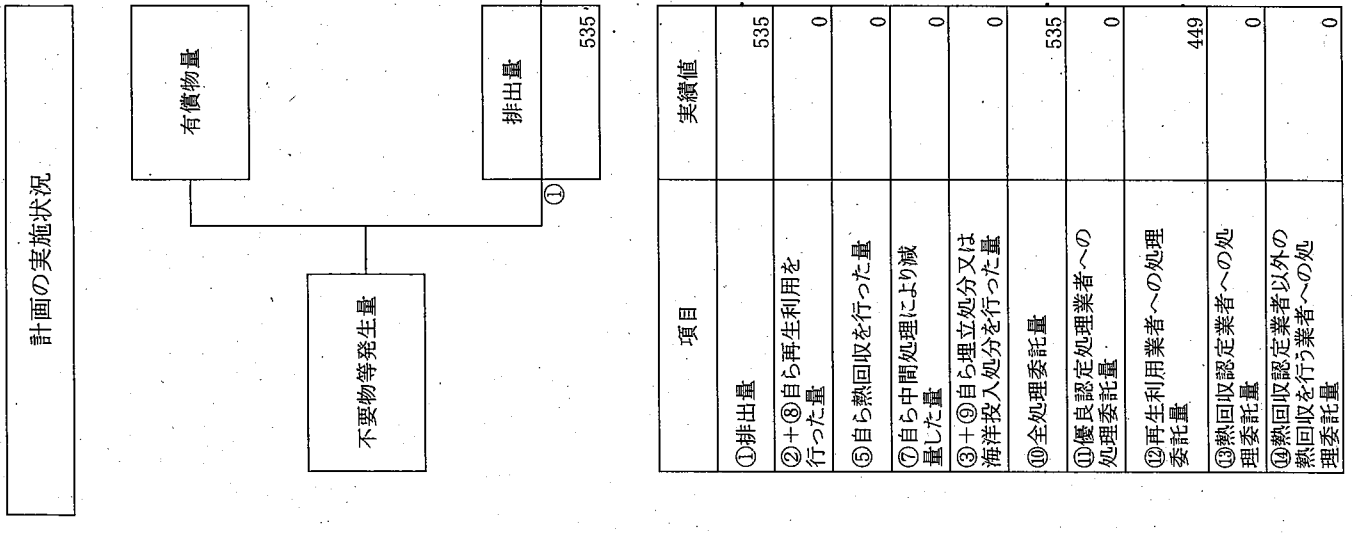 計画の実施状況
有償物量
不要物等発生量
排出量
535
①
項目
実績値
①排出量
535
②+⑧自ら再生利用を
行った量
0
⑤自ら熱回収を行った量
0
⑦自ら中間処理により減
量した量
0
③+⑨自ら埋立処分又は
海洋投入処分を行った量
0
⑩全処理委託量
535
⑪優良認定処理業者への
処理委託量
0
⑫再生利用業者への処理
委託量
449
⑬熱回収認定業者への処
理委託量
0
⑭熱回収認定業者以外の
熱回収を行う業者への処
理委託量
0